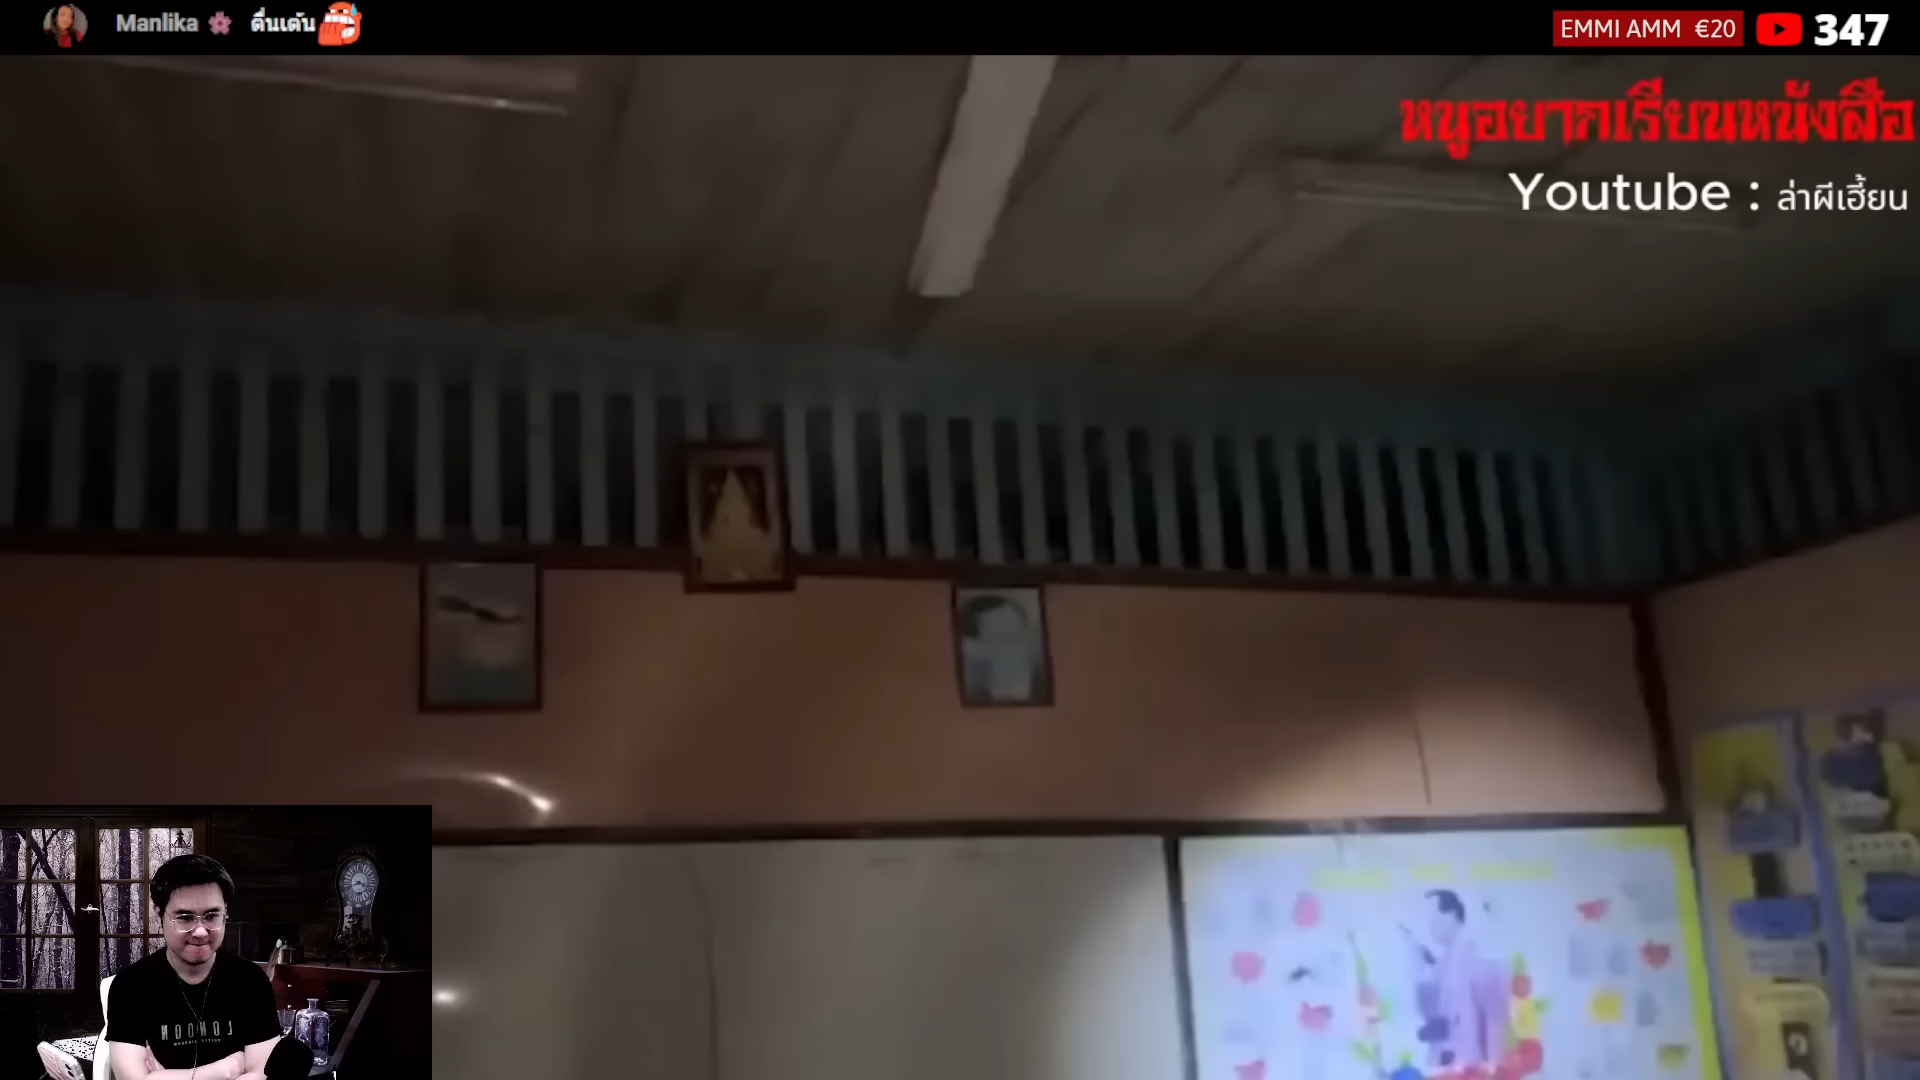 Manlika 🌸 ตื่นเต้น
EMMI AMM €20
347
หนูอยากเรียนหนังสือ
Youtube : ล่าผีเฮี้ยน
LONDON